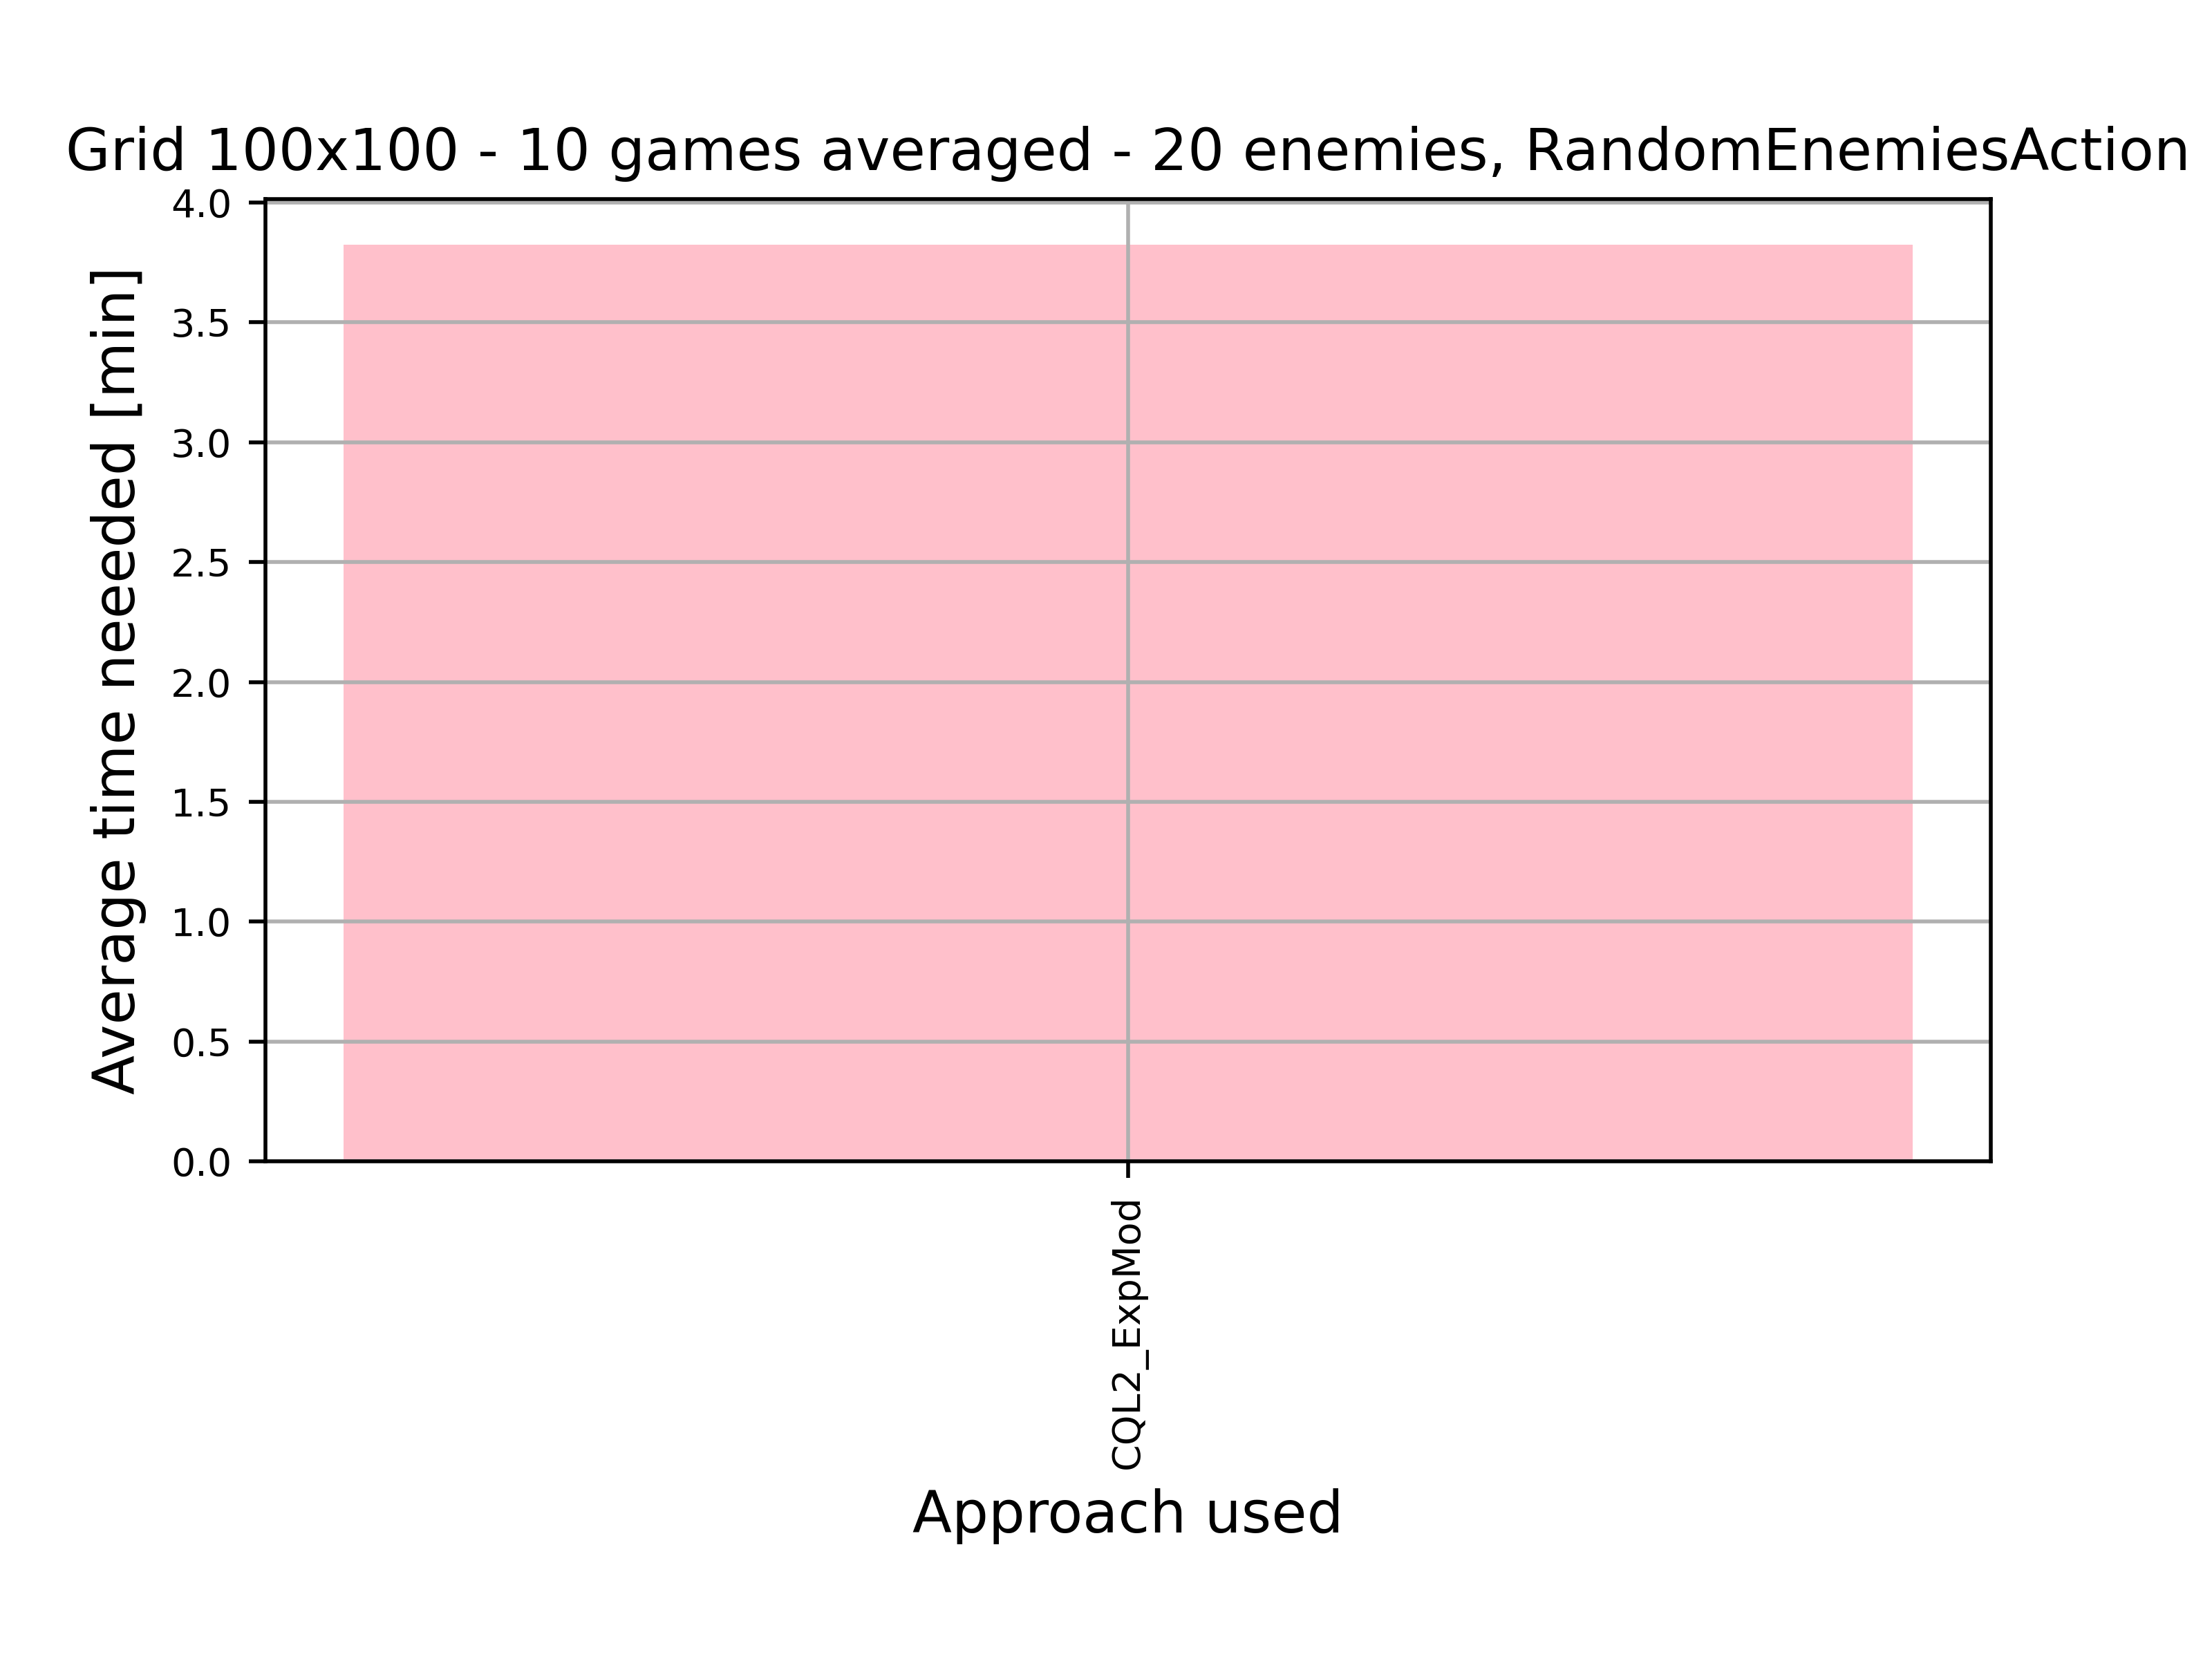 Grid 100x100 - 10 games averaged - 20 enemies, RandomEnemiesAction
Average time needed [min]
4.0
3.5
3.0
2.5
2.0
1.5
1.0
0.5
0.0
CQL2_ExpMod
Approach used